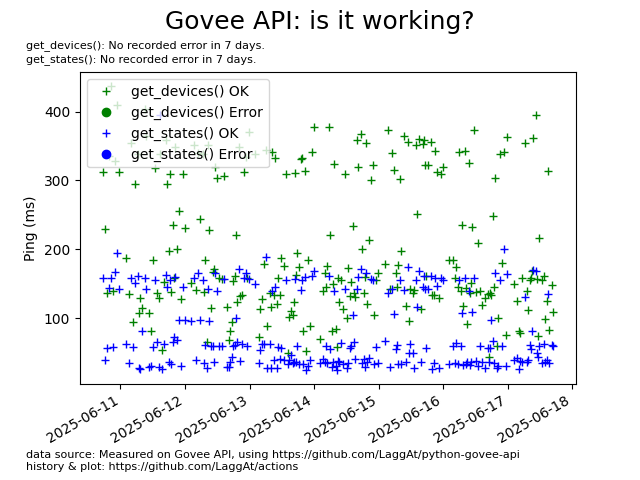 Govee API: is it working?
get_devices(): No recorded error in 7 days.
get_states(): No recorded error in 7 days.
get_devices() OK
get_devices() Error
get_states() OK
get_states() Error
400
300
200
100
Ping (ms)
2025-06-11
2025-06-12
2025-06-13
2025-06-14
2025-06-15
2025-06-16
2025-06-17
2025-06-18
data source: Measured on Govee API, using https://github.com/LaggAt/python-govee-api
history & plot: https://github.com/LaggAt/actions